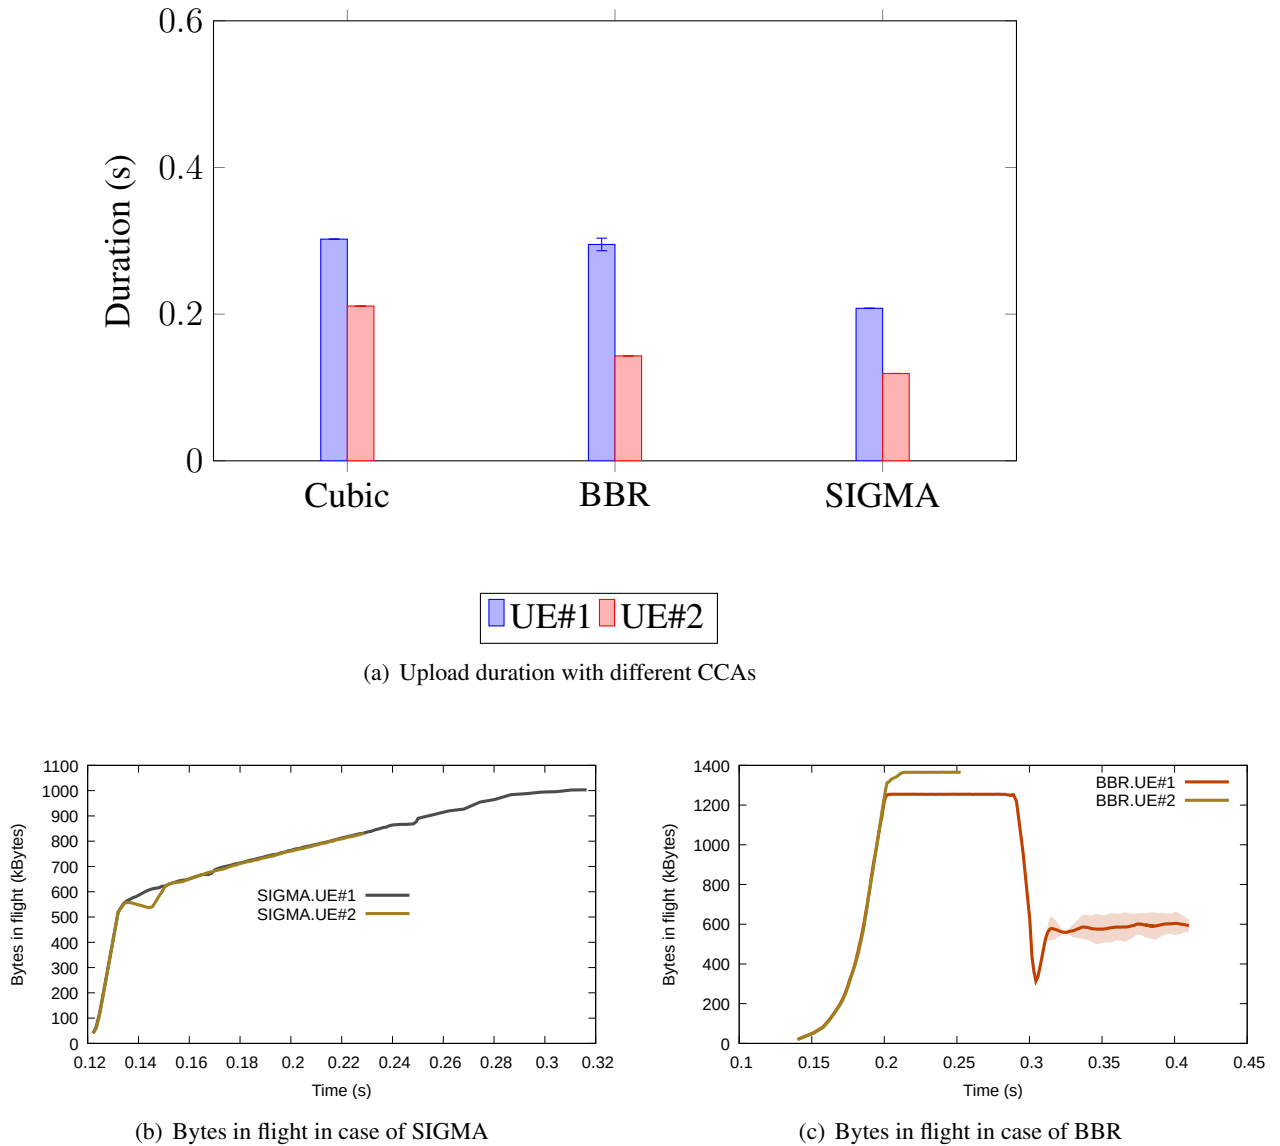 0.6
0.4
0.2
0
Duration (s)
Cubic BBR SIGMA
UE#1 UE#2
(a) Upload duration with different CCAs
1100
1000
900
800
700
600
500
400
300
200
100
0
Bytes in flight (kBytes)
SIGMA.UE#1
SIGMA.UE#2
0.12 0.14 0.16 0.18 0.2 0.22 0.24 0.26 0.28 0.3 0.32
Time (s)
(b) Bytes in flight in case of SIGMA
1400
1200
1000
800
600
400
200
0
Bytes in flight (kBytes)
BBR.UE#1
BBR.UE#2
0.1 0.15 0.2 0.25 0.3 0.35 0.4 0.45
Time (s)
(c) Bytes in flight in case of BBR